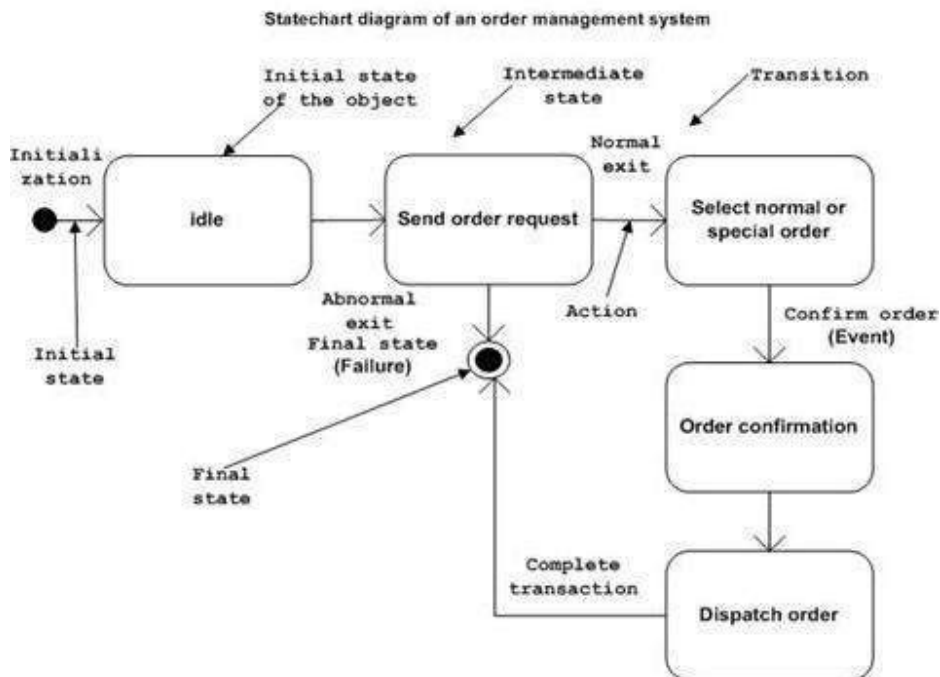 Statechart diagram of an order management system
Initial state
of the object
Intermediate
state
Transition
Initiali
zation
Normal
exit
idle
Send order request
Select normal or
special order
Abnormal
exit
Final state
(Failure)
Action
Confirm order
(Event)
Initial
state
Order confirmation
Final
state
Complete
transaction
Dispatch order